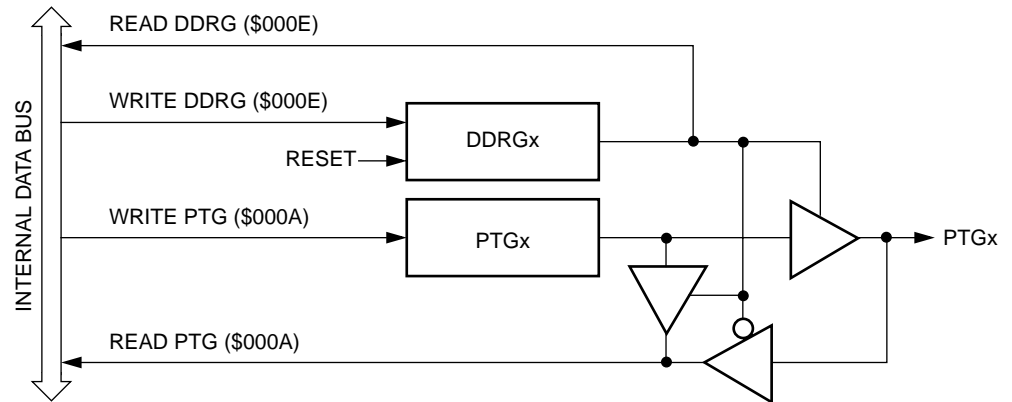 READ DDRG ($000E)
WRITE DDRG ($000E)
DDRGx
RESET
WRITE PTG ($000A)
PTGx
PTGx
READ PTG ($000A)
INTERNAL DATA BUS